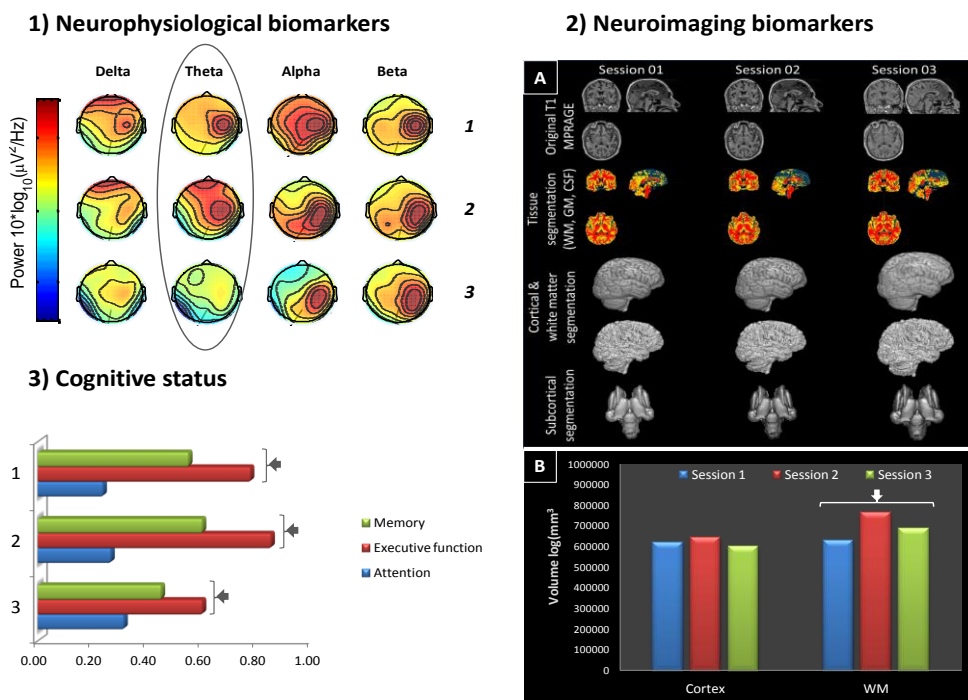 1) Neurophysiological biomarkers
Delta
Theta
Alpha
Beta
Power 10*log10(µV²/Hz)
1
2
3
2) Neuroimaging biomarkers
A
Session 01
Session 02
Session 03
Original T1
MPRAGE
Tissue
segmentation
(WM, GM, CSF)
Cortical &
white matter
segmentation
Subcortical
segmentation
3) Cognitive status
1
2
3
0.00
0.20
0.40
0.60
0.80
1.00
Memory
Executive function
Attention
B
Session 1
Session 2
Session 3
Volume log(mm³
1000000
900000
800000
700000
600000
500000
400000
300000
200000
100000
0
Cortex
WM